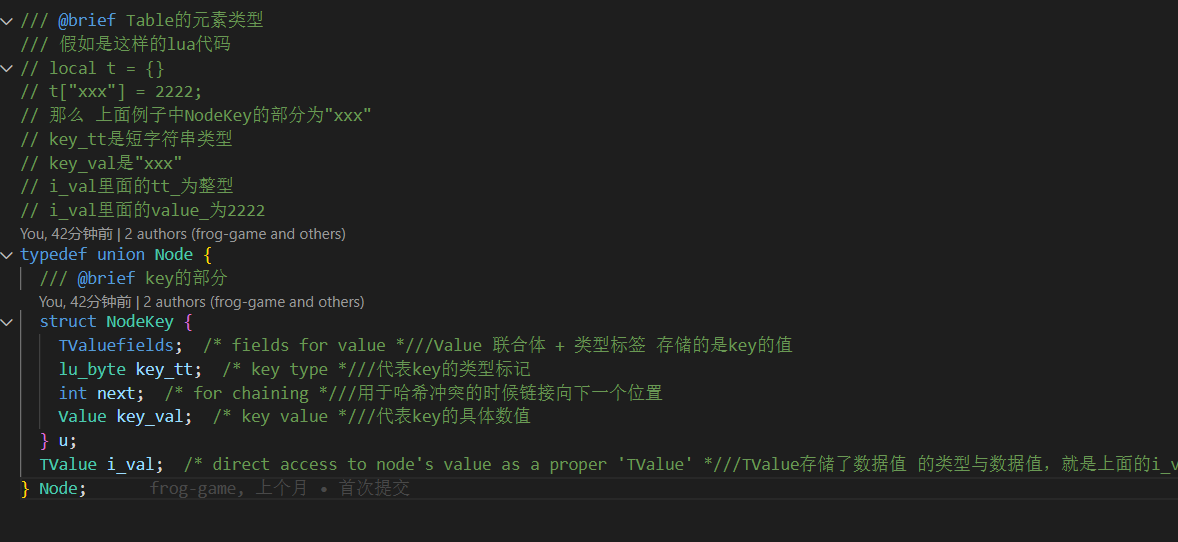 /// @brief Table的元素类型
/// 假如是这样的lua代码
// local t = {}
// t["xxx"] = 2222;
// 那么 上面例子中NodeKey的部分为"xxx"
// key_tt是短字符串类型
// key_val是"xxx"
// i_val里面的tt_为整型
// i_val里面的value_为2222
You, 42分钟前 | 2 authors (frog-game and others)
typedef union Node {
/// @brief key的部分
You, 42分钟前 | 2 authors (frog-game and others)
struct NodeKey {
TValuefields;  /* fields for value *///Value 联合体 + 类型标签 存储的是key的值
lu_byte key_tt;  /* key type *///代表key的类型标记
int next;  /* for chaining *///用于哈希冲突的时候链接向下一个位置
Value key_val;  /* key value *///代表key的具体数值
} u;
TValue i_val;  /* direct access to node's value as a proper 'TValue' *///TValue存储了数据值 的类型与数据值，就是上面的i_v
} Node;      frog-game, 上个月 • 首次提交